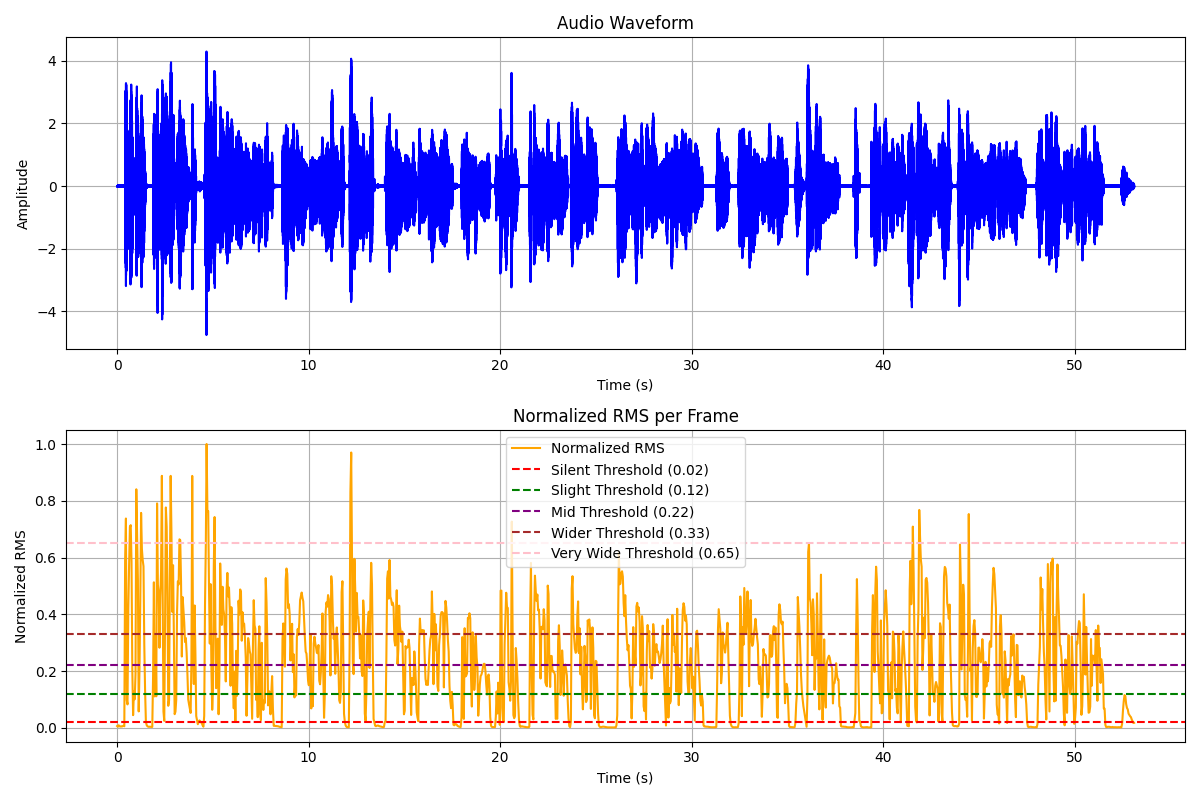 Audio Waveform
4
2
0
−2
−4
Amplitude
0 10 20 30 40 50
Time (s)
Normalized RMS per Frame
1.0
0.8
0.6
0.4
0.2
0.0
Normalized RMS
Normalized RMS
Silent Threshold (0.02)
Slight Threshold (0.12)
Mid Threshold (0.22)
Wider Threshold (0.33)
Very Wide Threshold (0.65)
0 10 20 30 40 50
Time (s)